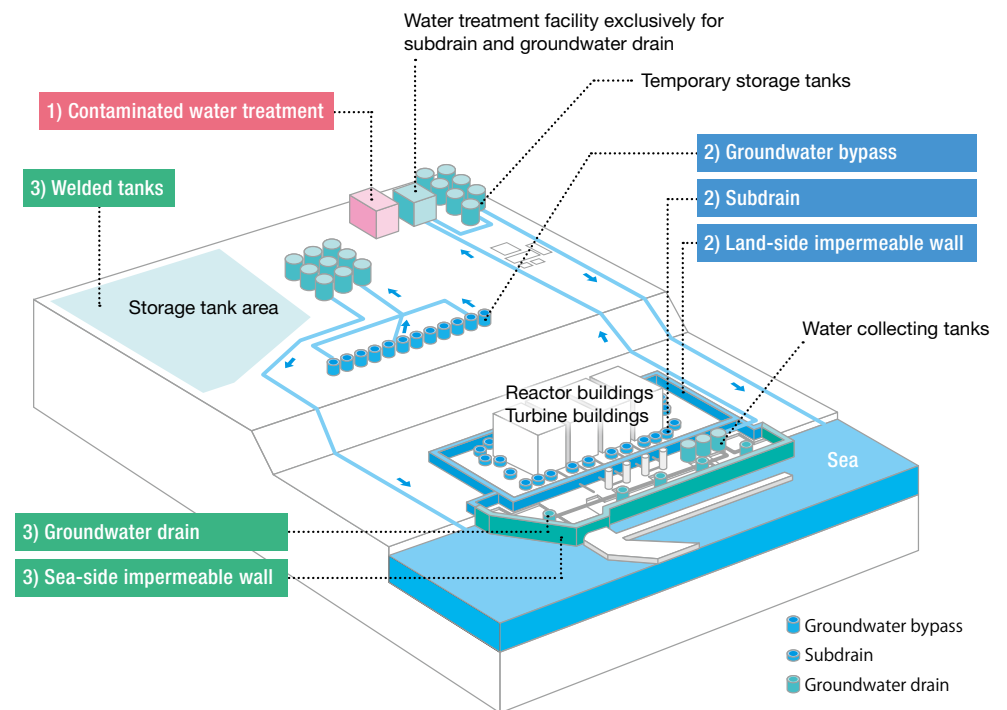 Water treatment facility exclusively for
subdrain and groundwater drain
Temporary storage tanks
1) Contaminated water treatment
2) Groundwater bypass
3) Welded tanks
2) Subdrain
2) Land-side impermeable wall
Storage tank area
Water collecting tanks
Reactor buildings
Turbine buildings
Sea
3) Groundwater drain
3) Sea-side impermeable wall
Groundwater bypass
Subdrain
Groundwater drain